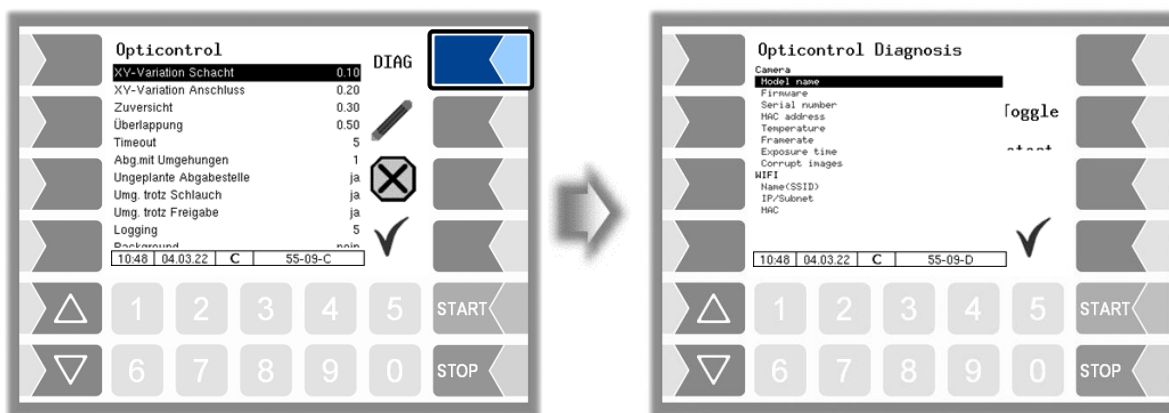 Opticontrol
DIAG
XY-Variation Schacht 0.10
XY-Variation Anschluss 0.20
Zuversicht 0.30
Überlappung 0.50
Timeout 5
Abg.mit Umgehungen 1
Ungeplante Abgabestelle ja
Umg. trotz Schlauch ja
Umg. trotz Freigabe ja
Logging 5
10:48 04.03.22 C 55-09-C
1 2 3 4 5 START
6 7 8 9 0 STOP
Opticontrol Diagnosis
Camera
Model name
Firmware
Serial number
MAC address
Temperature
Framerate
Exposure time
Corrupt images
WIFI
Name(SSID)
IP/Subnet
MAC
Toggle
10:48 04.03.22 C 55-09-D
1 2 3 4 5 START
6 7 8 9 0 STOP